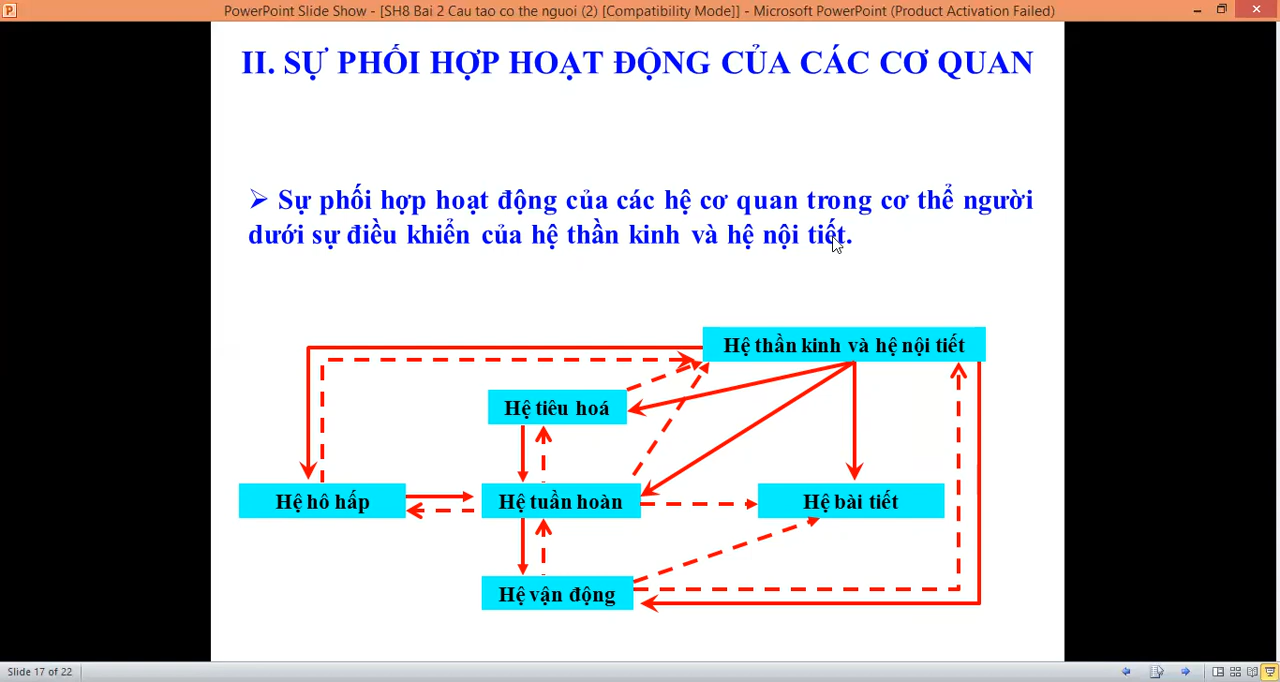 PowerPoint Slide Show - [SH8 Bai 2 Cau tao co the nguoi (2) [Compatibility Mode]] - Microsoft PowerPoint (Product Activation Failed)
II. SỰ PHỐI HỢP HOẠT ĐỘNG CỦA CÁC CƠ QUAN
➢ Sự phối hợp hoạt động của các hệ cơ quan trong cơ thể người
dưới sự điều khiển của hệ thần kinh và hệ nội tiết.
Hệ thần kinh và hệ nội tiết
Hệ tiêu hoá
Hệ hô hấp
Hệ tuần hoàn
Hệ bài tiết
Hệ vận động
Slide 17 of 22